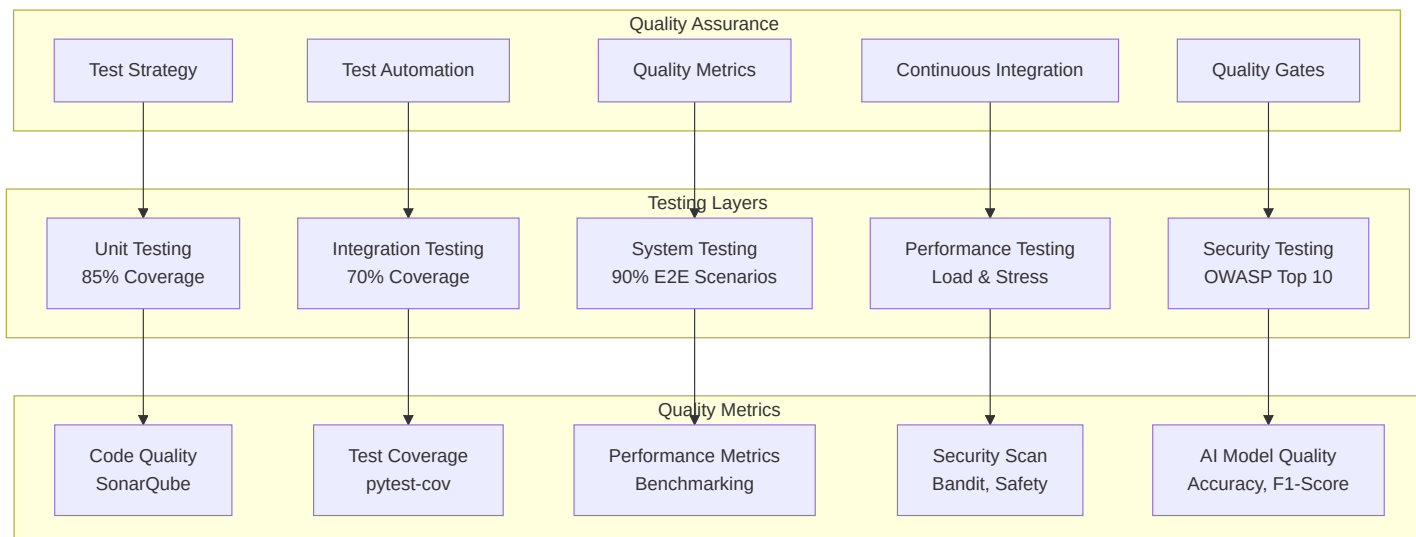 Quality Assurance
Test Strategy
Test Automation
Quality Metrics
Continuous Integration
Quality Gates
Testing Layers
Unit Testing
85% Coverage
Integration Testing
70% Coverage
System Testing
90% E2E Scenarios
Performance Testing
Load & Stress
Security Testing
OWASP Top 10
Quality Metrics
Code Quality
SonarQube
Test Coverage
pytest-cov
Performance Metrics
Benchmarking
Security Scan
Bandit, Safety
AI Model Quality
Accuracy, F1-Score